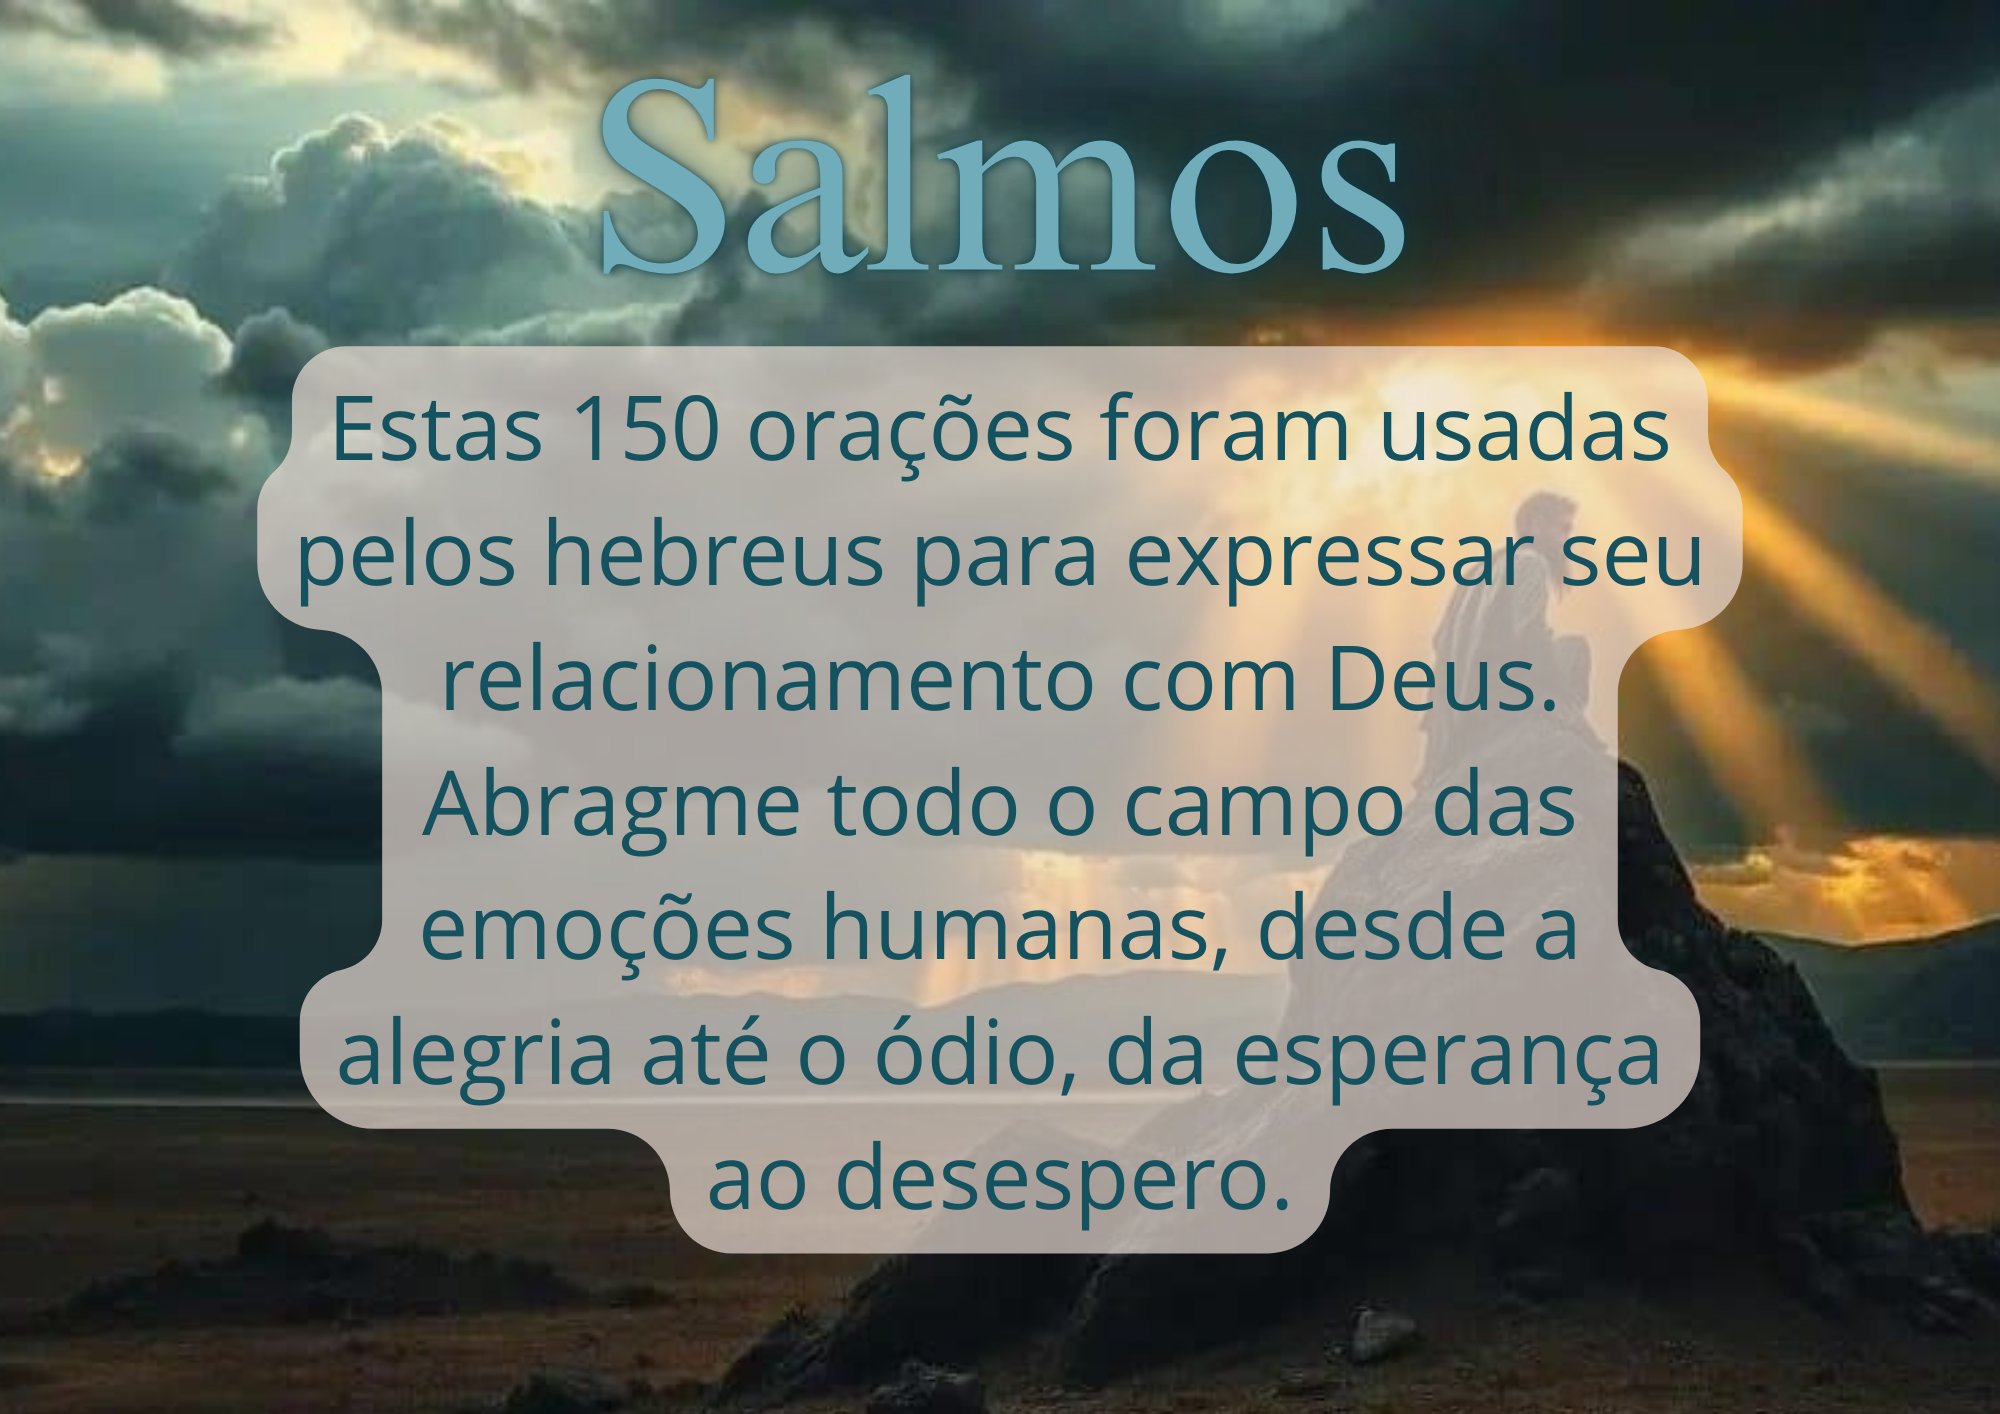 Salmos
Estas 150 orações foram usadas
pelos hebreus para expressar seu
relacionamento com Deus.
Abragme todo o campo das
emoções humanas, desde a
alegria até o ódio, da esperança
ao desespero.